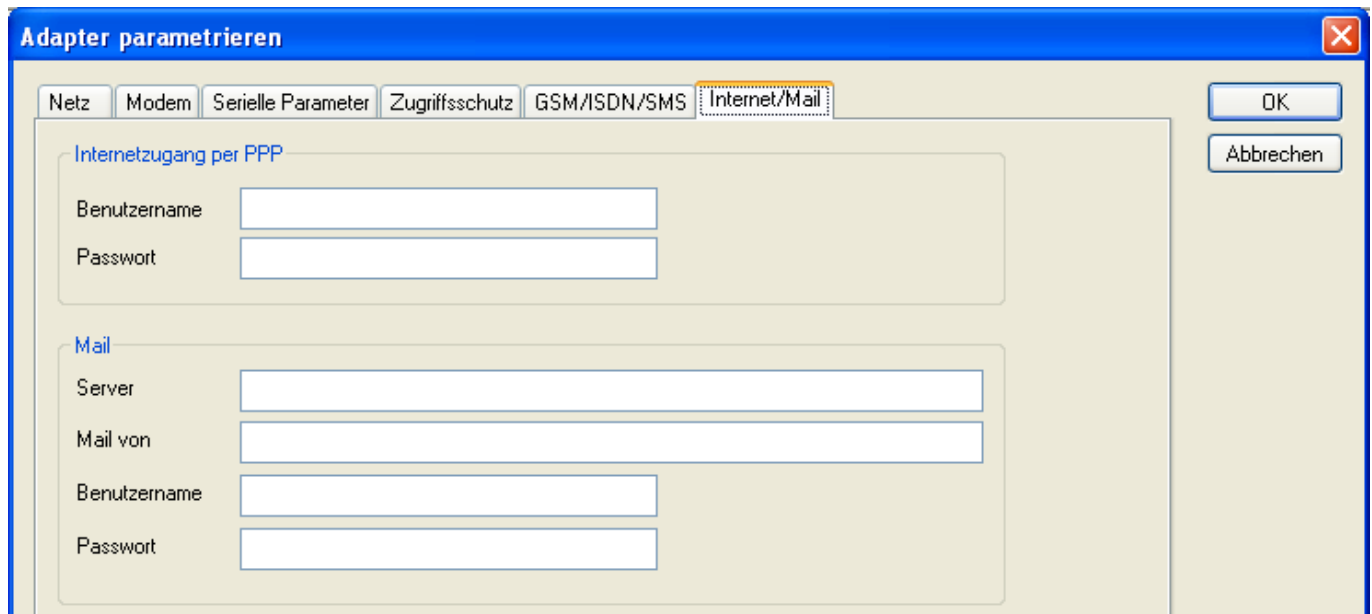 Adapter parametrieren
Netz Modem Serielle Parameter Zugriffsschutz GSM/ISDN/SMS Internet/Mail
OK
Abbrechen
Internetzugang per PPP
Benutzername
Passwort
Mail
Server
Mail von
Benutzername
Passwort